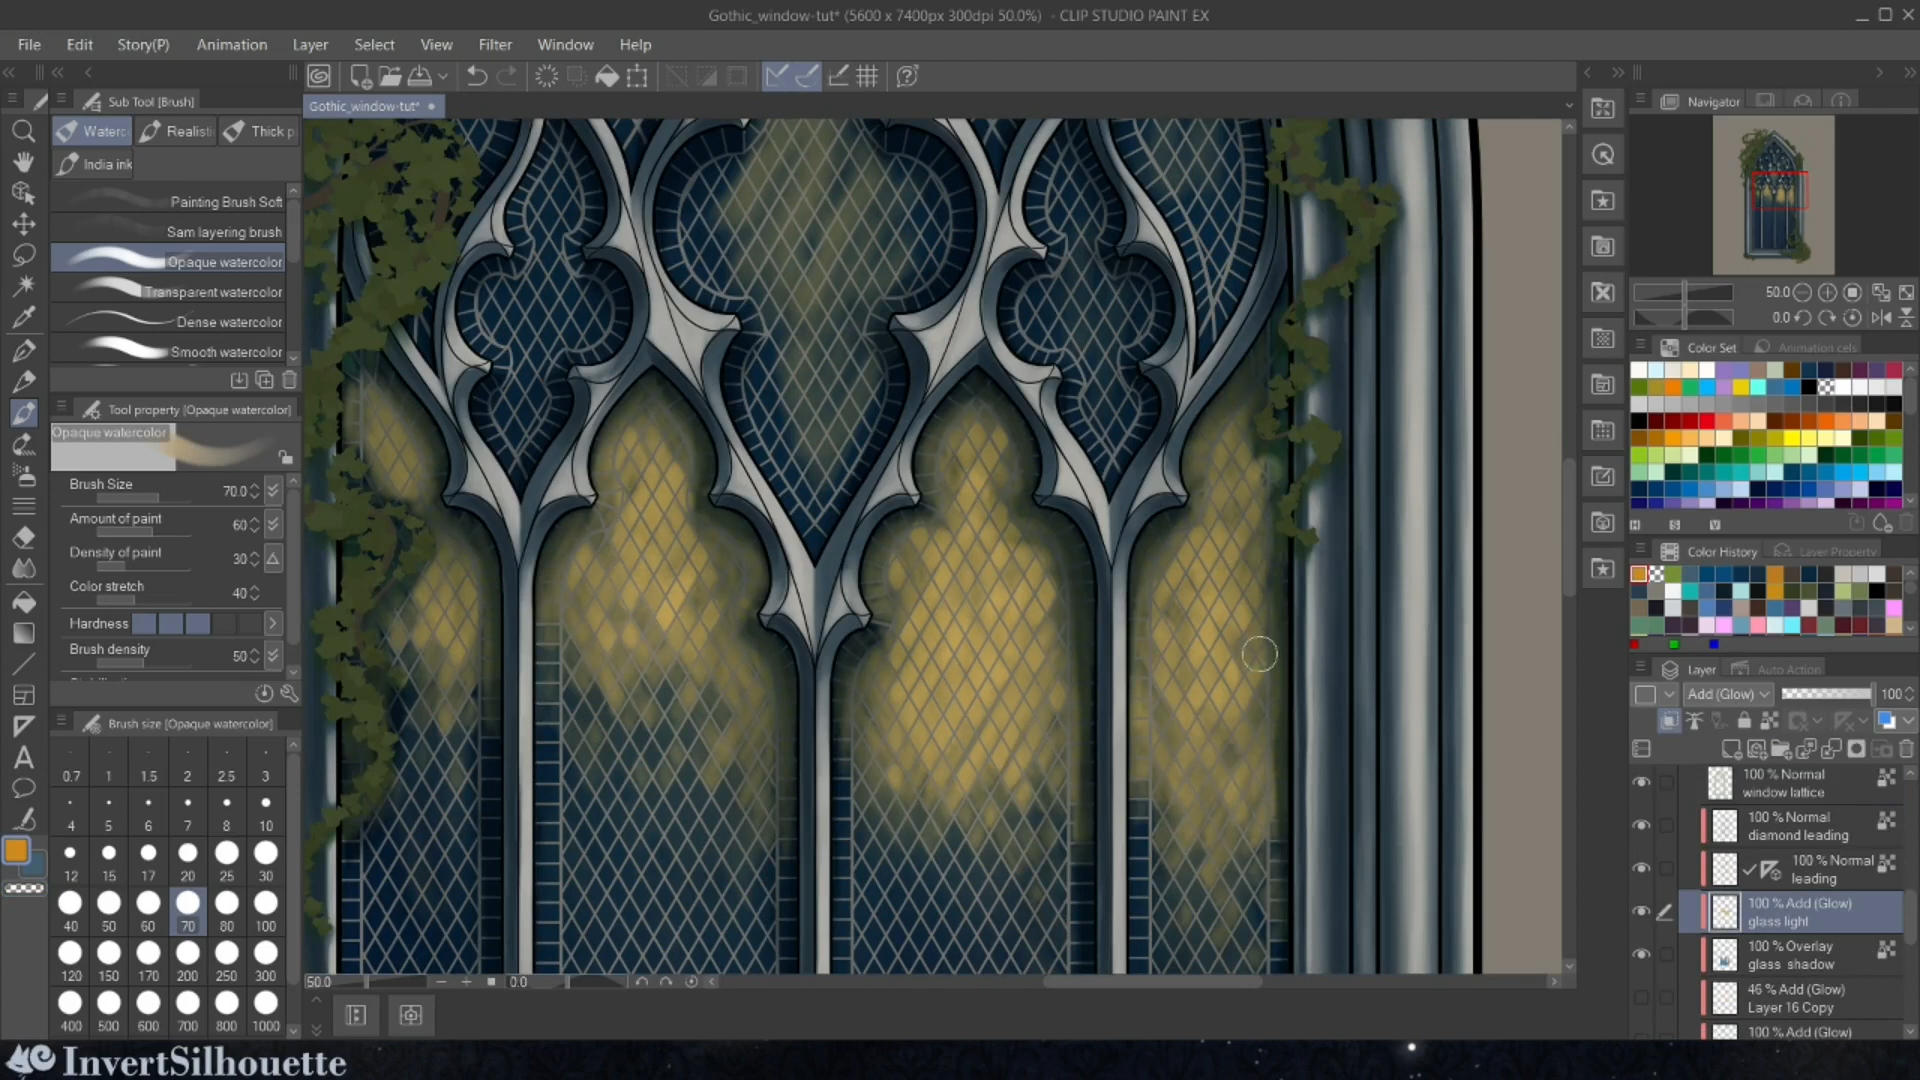 Gothic_window-tut* (5600 x 7400px 300dpi 50.0%) - CLIP STUDIO PAINT EX
File Edit Story(P) Animation Layer Select View Filter Window Help
Sub Tool [Brush]
Gothic_window-tut*
Navigator
Waterc Realisti Thick p
India ink
Painting Brush Soft
Sam layering brush
Opaque watercolor
Transparent watercolor
Dense watercolor
Smooth watercolor
Tool property [Opaque watercolor]
Opaque watercolor
Brush Size 70.0
Amount of paint 60
Density of paint 30
Color stretch 40
Hardness
Brush density 50
Brush size [Opaque watercolor]
0.7 1 1.5 2 2.5 3
4 5 6 7 8 10
12 15 17 20 25 30
40 50 60 70 80 100
120 150 170 200 250 300
400 500 600 700 800 1000
50.0 0:0
50.0
0.0
Color Set Animation cels
H S V
Color History Layer Property
Layer Auto Action
Add (Glow) 100
100 % Normal
window lattice
100 % Normal
diamond leading
100 % Normal
leading
100 % Add (Glow)
glass light
100 % Overlay
glass shadow
46 % Add (Glow)
Layer 16 Copy
100 % Add (Glow)
InvertSilhouette